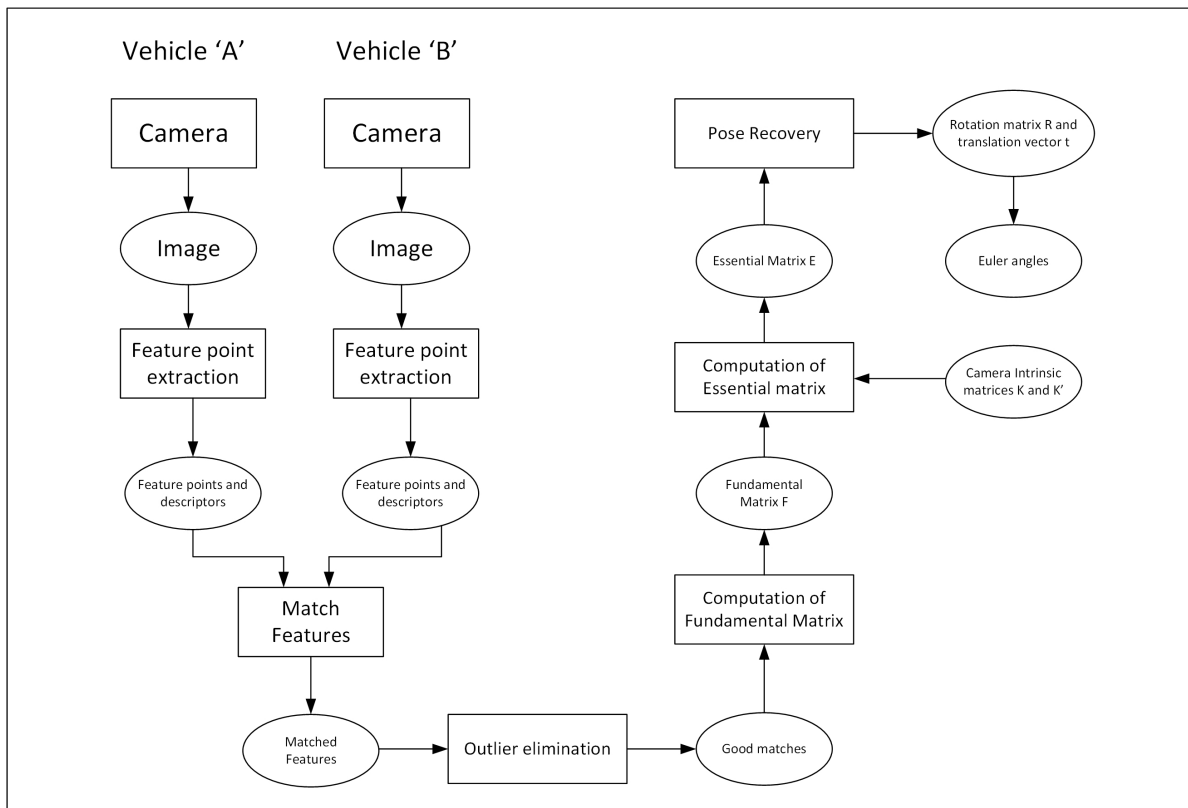 Vehicle ‘A’
Vehicle ‘B’
Camera
Camera
Image
Image
Feature point
extraction
Feature point
extraction
Feature points and
descriptors
Feature points and
descriptors
Match
Features
Matched
Features
Outlier elimination
Good matches
Computation of
Fundamental Matrix
Fundamental
Matrix F
Computation of
Essential matrix
Camera Intrinsic
matrices K and K’
Essential Matrix E
Pose Recovery
Rotation matrix R and
translation vector t
Euler angles